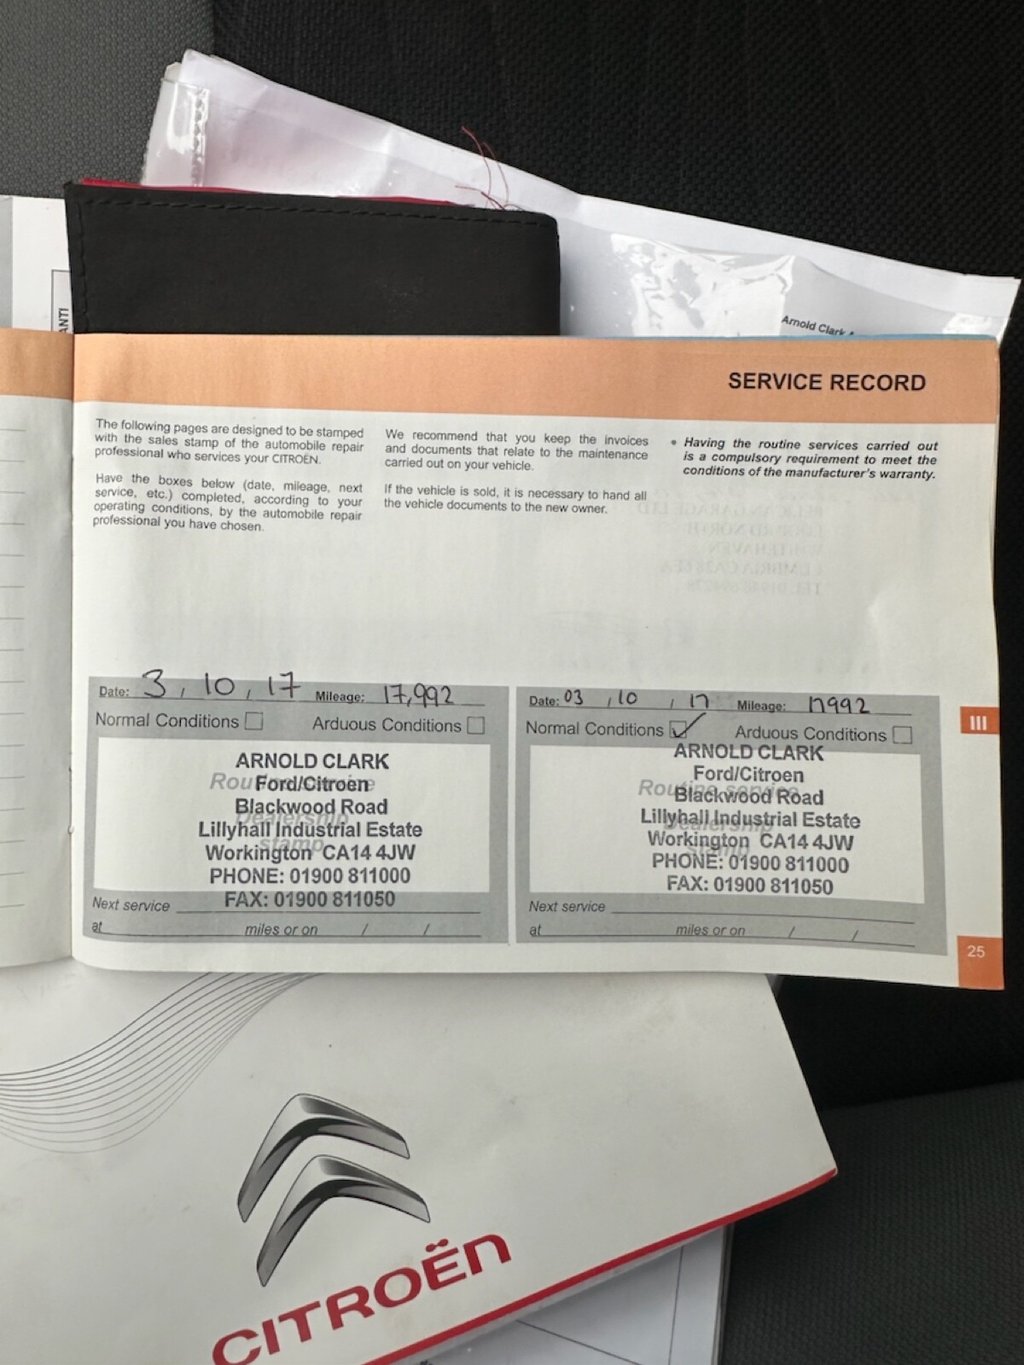 ANTI
Arnold Clark
SERVICE RECORD
The following pages are designed to be stamped
with the sales stamp of the automobile repair
professional who services your CITROËN.
Have the boxes below (date, mileage, next
service, etc.) completed, according to your
operating conditions, by the automobile repair
professional you have chosen.
We recommend that you keep the invoices
and documents that relate to the maintenance
carried out on your vehicle.
If the vehicle is sold, it is necessary to hand all
the vehicle documents to the new owner.
• Having the routine services carried out
is a compulsory requirement to meet the
conditions of the manufacturer's warranty.
Date: 3 / 10 / 17 Mileage: 17,992
Normal Conditions Arduous Conditions
Routine service
Dealership
stamp
ARNOLD CLARK
Ford/Citroen
Blackwood Road
Lillyhall Industrial Estate
Workington CA14 4JW
PHONE: 01900 811000
FAX: 01900 811050
Next service
at miles or on / /
Date: 03 / 10 / 17 Mileage: 17992
Normal Conditions ✓ Arduous Conditions
Routine service
Dealership
stamp
ARNOLD CLARK
Ford/Citroen
Blackwood Road
Lillyhall Industrial Estate
Workington CA14 4JW
PHONE: 01900 811000
FAX: 01900 811050
Next service
at miles or on / /
III
25
CITROËN